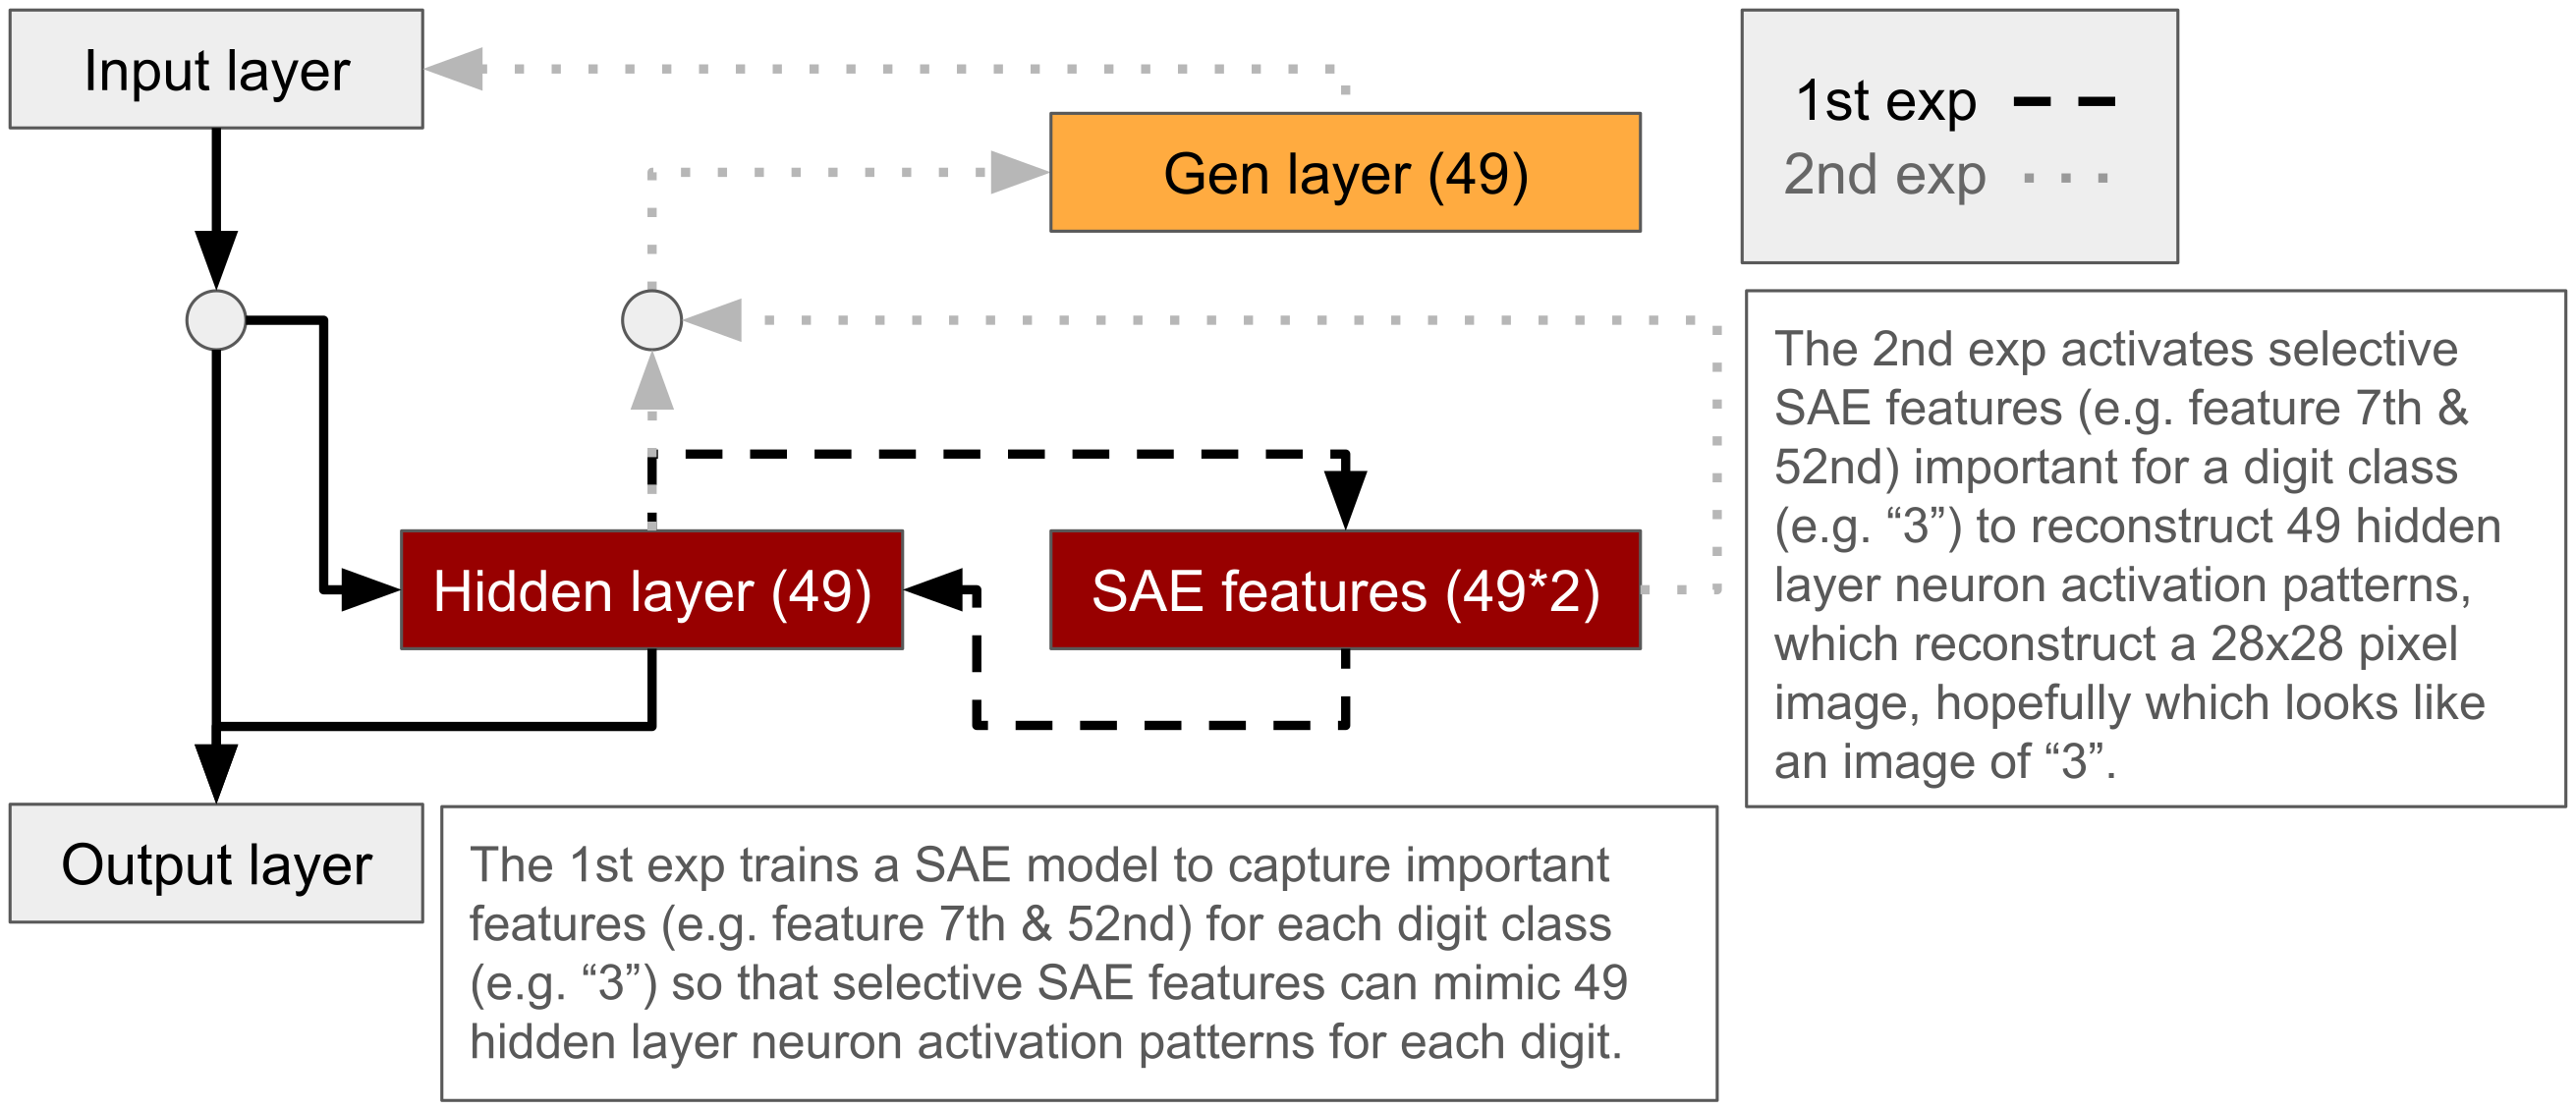 Input layer
Gen layer (49)
1st exp
2nd exp
The 2nd exp activates selective
SAE features (e.g. feature 7th &
52nd) important for a digit class
(e.g. “3”) to reconstruct 49 hidden
layer neuron activation patterns,
which reconstruct a 28x28 pixel
image, hopefully which looks like
an image of “3”.
Hidden layer (49)
SAE features (49*2)
Output layer
The 1st exp trains a SAE model to capture important
features (e.g. feature 7th & 52nd) for each digit class
(e.g. “3”) so that selective SAE features can mimic 49
hidden layer neuron activation patterns for each digit.